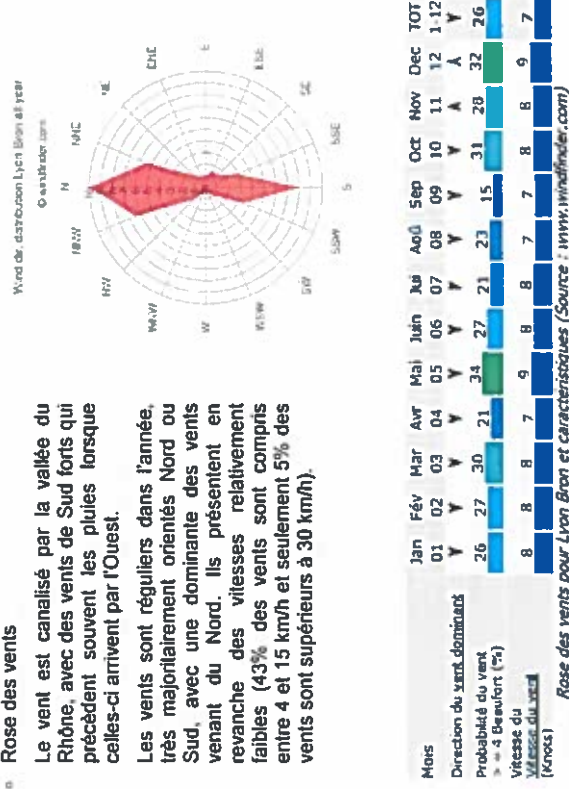 Rose des vents
Le vent est canalisé par la vallée du
Rhône, avec des vents de Sud forts qui
précèdent souvent les pluies lorsque
celles-ci arrivent par l'Ouest.
Les vents sont réguliers dans l'année,
très majoritairement orientés Nord ou
Sud, avec une dominante des vents
venant du Nord. Ils présentent en
revanche des vitesses relativement
faibles (43% des vents sont compris
entre 4 et 15 km/h et seulement 5% des
vents sont supérieurs à 30 km/h).
Wind dir. distribution Lyon Bron all year
© windfinder.com
N
NNE
NE
ENE
E
ESE
SE
SSE
S
SSW
SW
WSW
W
WNW
NW
NNW
Mois Jan Fév Mar Avr Mai Juin Jui Aoû Sep Oct Nov Dec TOT
01 02 03 04 05 06 07 08 09 10 11 12 1-12
Direction du vent dominant
Probabilité du vent
> = 4 Beaufort (%) 26 27 30 21 34 27 21 23 15 31 28 32 26
Vitesse du
Vitesse du vent
(Knots) 8 8 8 7 9 8 8 7 7 8 8 9 7
Rose des vents pour Lyon Bron et caractéristiques (Source : www.windfinder.com)